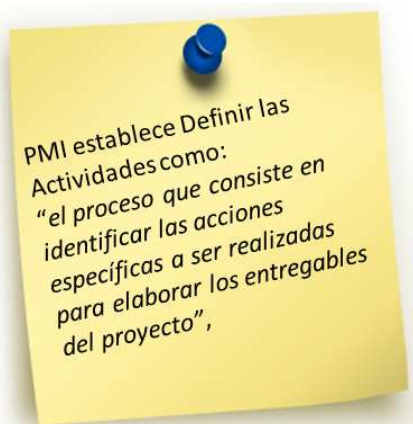 PMI establece Definir las
Actividades como:
“el proceso que consiste en
identificar las acciones
específicas a ser realizadas
para elaborar los entregables
del proyecto”,